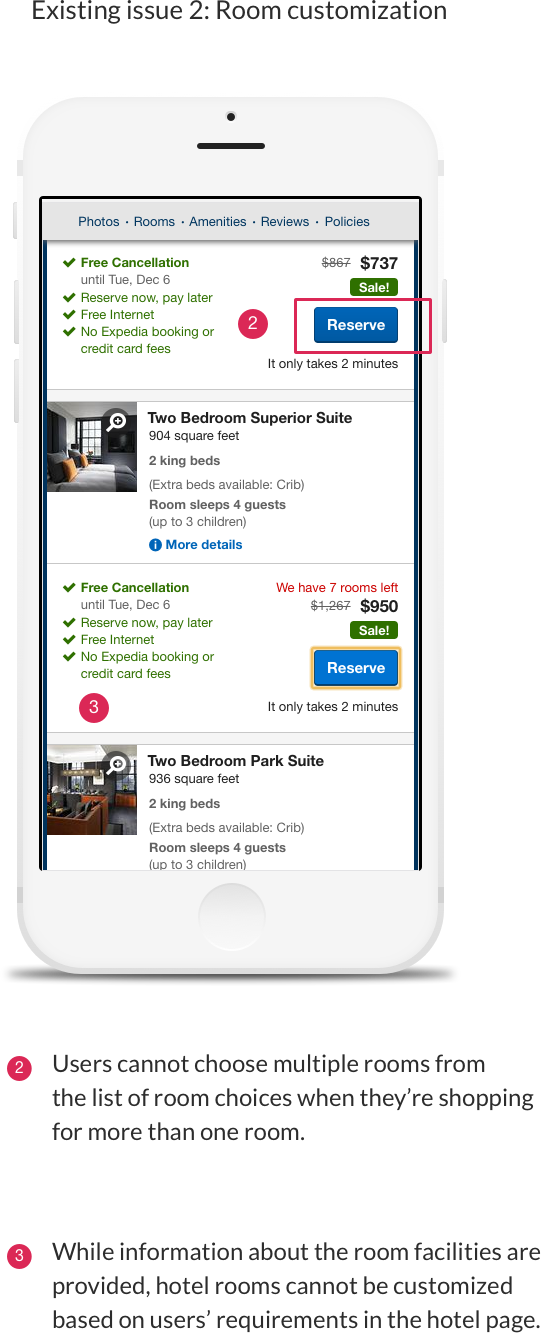 Existing issue 2: Room customization
Photos · Rooms · Amenities · Reviews · Policies
Free Cancellation
until Tue, Dec 6
Reserve now, pay later
Free Internet
No Expedia booking or
credit card fees
$867 $737
Sale!
2
Reserve
It only takes 2 minutes
Two Bedroom Superior Suite
904 square feet
2 king beds
(Extra beds available: Crib)
Room sleeps 4 guests
(up to 3 children)
More details
Free Cancellation
until Tue, Dec 6
Reserve now, pay later
Free Internet
No Expedia booking or
credit card fees
We have 7 rooms left
$1,267 $950
Sale!
Reserve
3
It only takes 2 minutes
Two Bedroom Park Suite
936 square feet
2 king beds
(Extra beds available: Crib)
Room sleeps 4 guests
(up to 3 children)
2 Users cannot choose multiple rooms from
the list of room choices when they’re shopping
for more than one room.
3 While information about the room facilities are
provided, hotel rooms cannot be customized
based on users’ requirements in the hotel page.